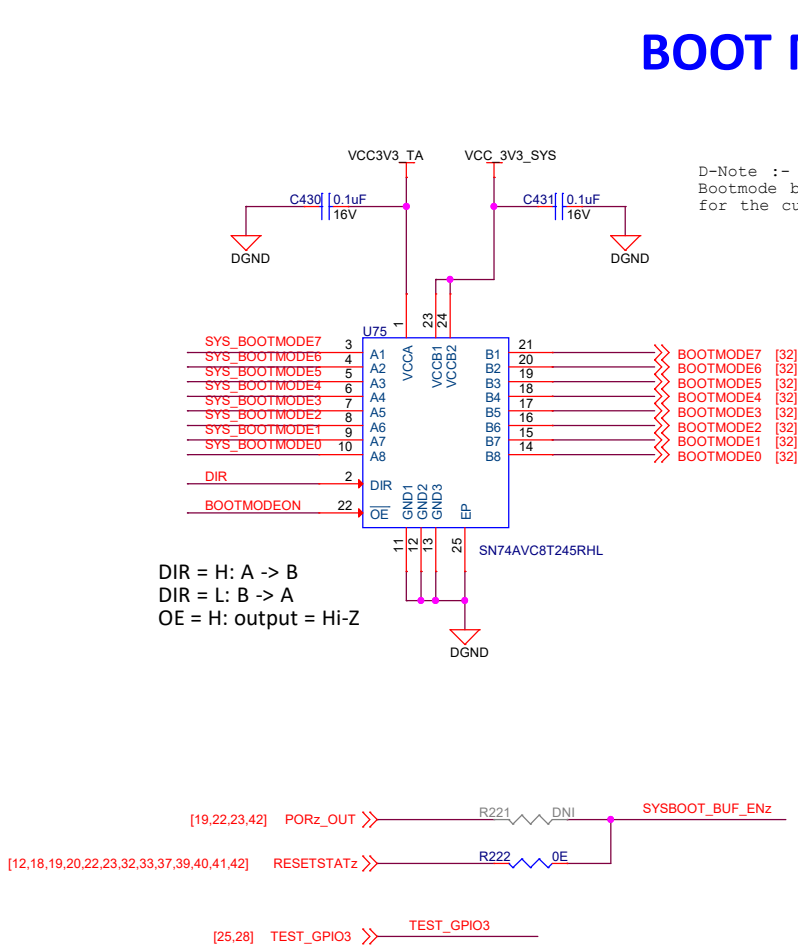 BOOT
VCC3V3_TA
VCC_3V3_SYS
D-Note :-
Bootmode b
for the cu
C430
0.1uF
16V
C431
0.1uF
16V
DGND
DGND
1
23
24
U75
SYS_BOOTMODE7 3 A1 B1 21 BOOTMODE7 [32]
SYS_BOOTMODE6 4 A2 B2 20 BOOTMODE6 [32]
SYS_BOOTMODE5 5 A3 B3 19 BOOTMODE5 [32]
SYS_BOOTMODE4 6 A4 B4 18 BOOTMODE4 [32]
SYS_BOOTMODE3 7 A5 B5 17 BOOTMODE3 [32]
SYS_BOOTMODE2 8 A6 B6 16 BOOTMODE2 [32]
SYS_BOOTMODE1 9 A7 B7 15 BOOTMODE1 [32]
SYS_BOOTMODE0 10 A8 B8 14 BOOTMODE0 [32]
VCCA
VCCB1
VCCB2
DIR 2 DIR
BOOTMODEON 22 OE
GND1
GND2
GND3
EP
11
12
13
25
SN74AVC8T245RHL
DIR = H: A -> B
DIR = L: B -> A
OE = H: output = Hi-Z
DGND
[19,22,23,42] PORz_OUT R221 DNI SYSBOOT_BUF_ENz
[12,18,19,20,22,23,32,33,37,39,40,41,42] RESETSTATz R222 0E
[25,28] TEST_GPIO3 TEST_GPIO3